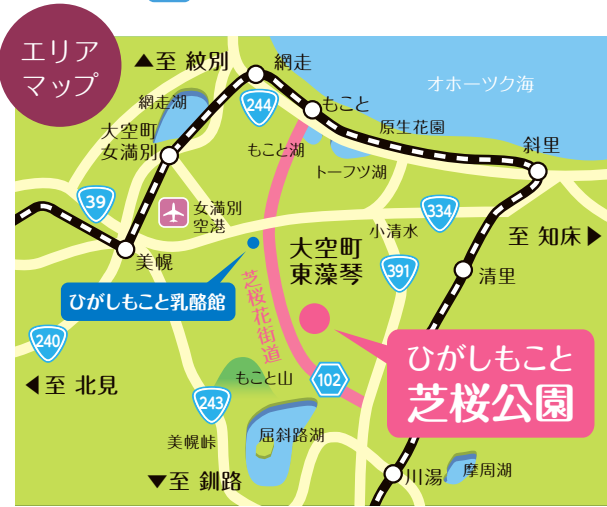 エリア
マップ
▲至 紋別
網走
オホーツク海
網走湖
244
もこと
原生花園
大空町
女満別
もこと湖
トーフツ湖
斜里
39
女満別
空港
334
小清水
至 知床▶
美幌
大空町
東藻琴
391
清里
ひがしもこと乳酪館
芝桜花街道
240
ひがしもこと
芝桜公園
◀至 北見
もこと山
102
243
美幌峠
屈斜路湖
▼至 釧路
川湯
摩周湖